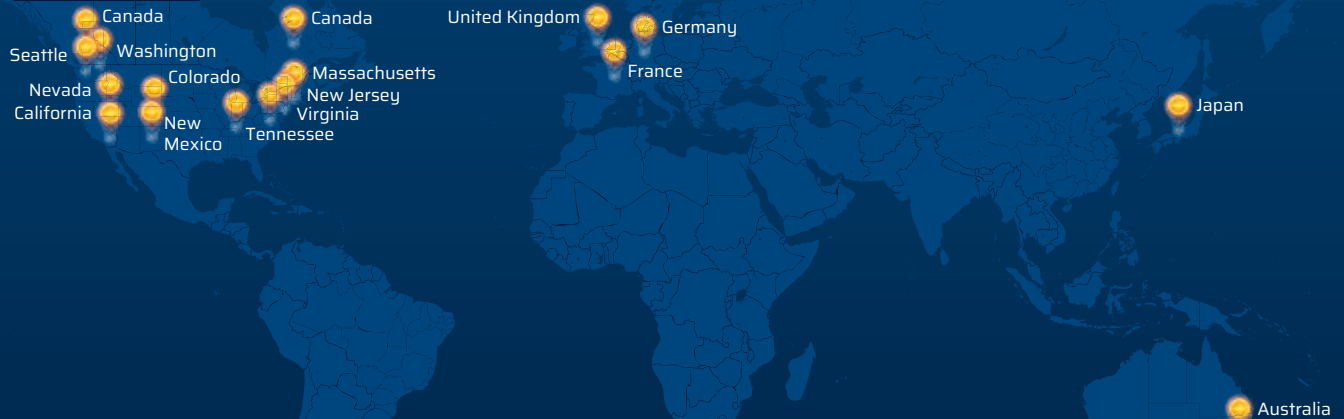 Canada
Canada
United Kingdom
Germany
Seattle
Washington
France
Colorado
Massachusetts
Nevada
New Jersey
California
Virginia
New
Mexico
Tennessee
Japan
Australia